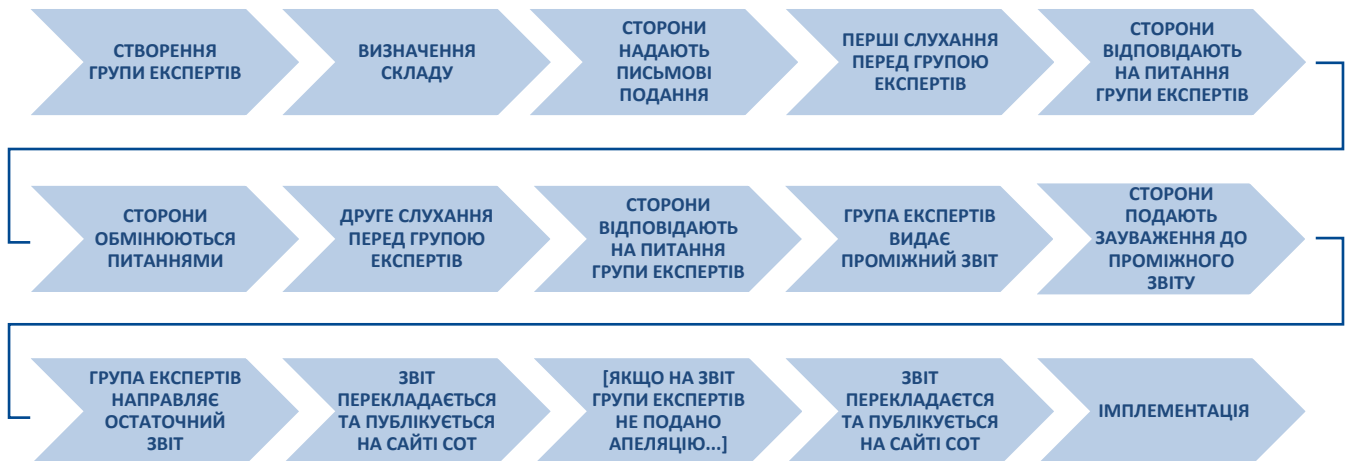 СТВОРЕННЯ
ГРУПИ ЕКСПЕРТІВ
ВИЗНАЧЕННЯ
СКЛАДУ
СТОРОНИ
НАДАЮТЬ
ПИСЬМОВІ
ПОДАННЯ
ПЕРШІ СЛУХАННЯ
ПЕРЕД ГРУПОЮ
ЕКСПЕРТІВ
СТОРОНИ
ВІДПОВІДАЮТЬ
НА ПИТАННЯ
ГРУПИ ЕКСПЕРТІВ
СТОРОНИ
ОБМІНЮЮТЬСЯ
ПИТАННЯМИ
ДРУГЕ СЛУХАННЯ
ПЕРЕД ГРУПОЮ
ЕКСПЕРТІВ
СТОРОНИ
ВІДПОВІДАЮТЬ
НА ПИТАННЯ
ГРУПИ ЕКСПЕРТІВ
ГРУПА ЕКСПЕРТІВ
ВИДАЄ
ПРОМІЖНИЙ ЗВІТ
СТОРОНИ
ПОДАЮТЬ
ЗАУВАЖЕННЯ ДО
ПРОМІЖНОГО
ЗВІТУ
ГРУПА ЕКСПЕРТІВ
НАПРАВЛЯЄ
ОСТАТОЧНИЙ
ЗВІТ
ЗВІТ
ПЕРЕКЛАДАЄТЬСЯ
ТА ПУБЛІКУЄТЬСЯ
НА САЙТІ СОТ
[ЯКЩО НА ЗВІТ
ГРУПИ ЕКСПЕРТІВ
НЕ ПОДАНО
АПЕЛЯЦІЮ...]
ЗВІТ
ПЕРЕКЛАДАЄТСЯ
ТА ПУБЛІКУЄТЬСЯ
НА САЙТІ СОТ
ІМПЛЕМЕНТАЦІЯ